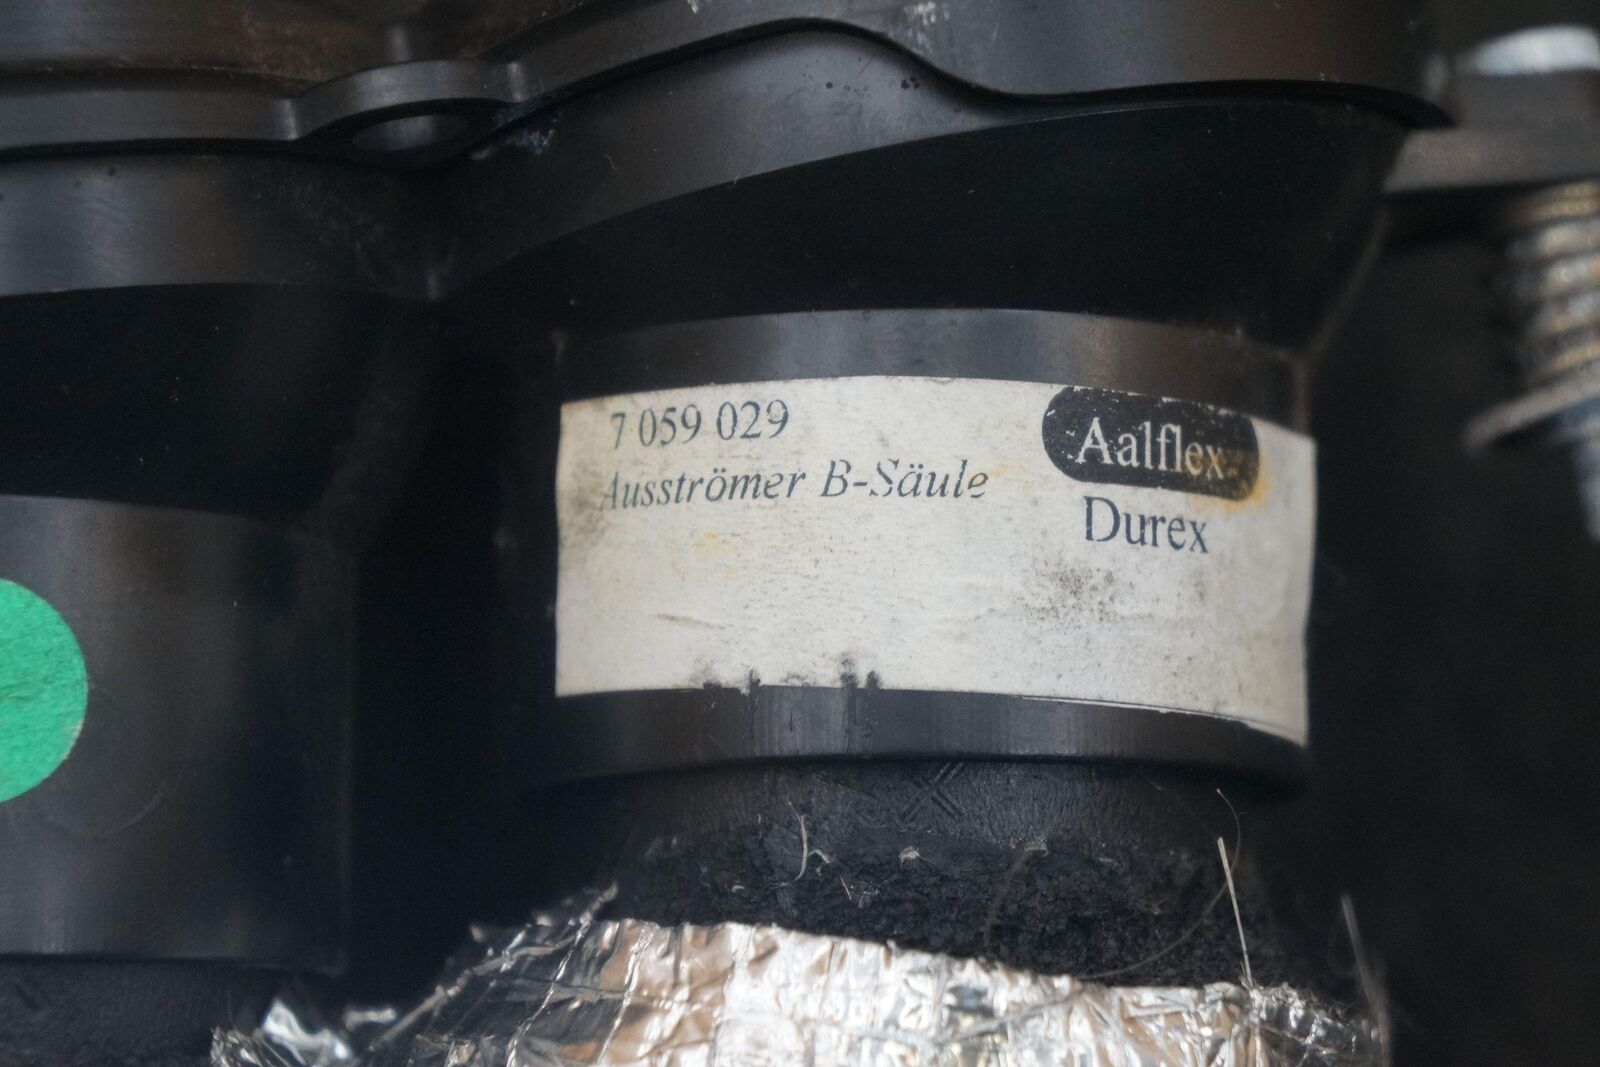 7 059 029
Ausströmer B-Säule
Aalflex
Durex